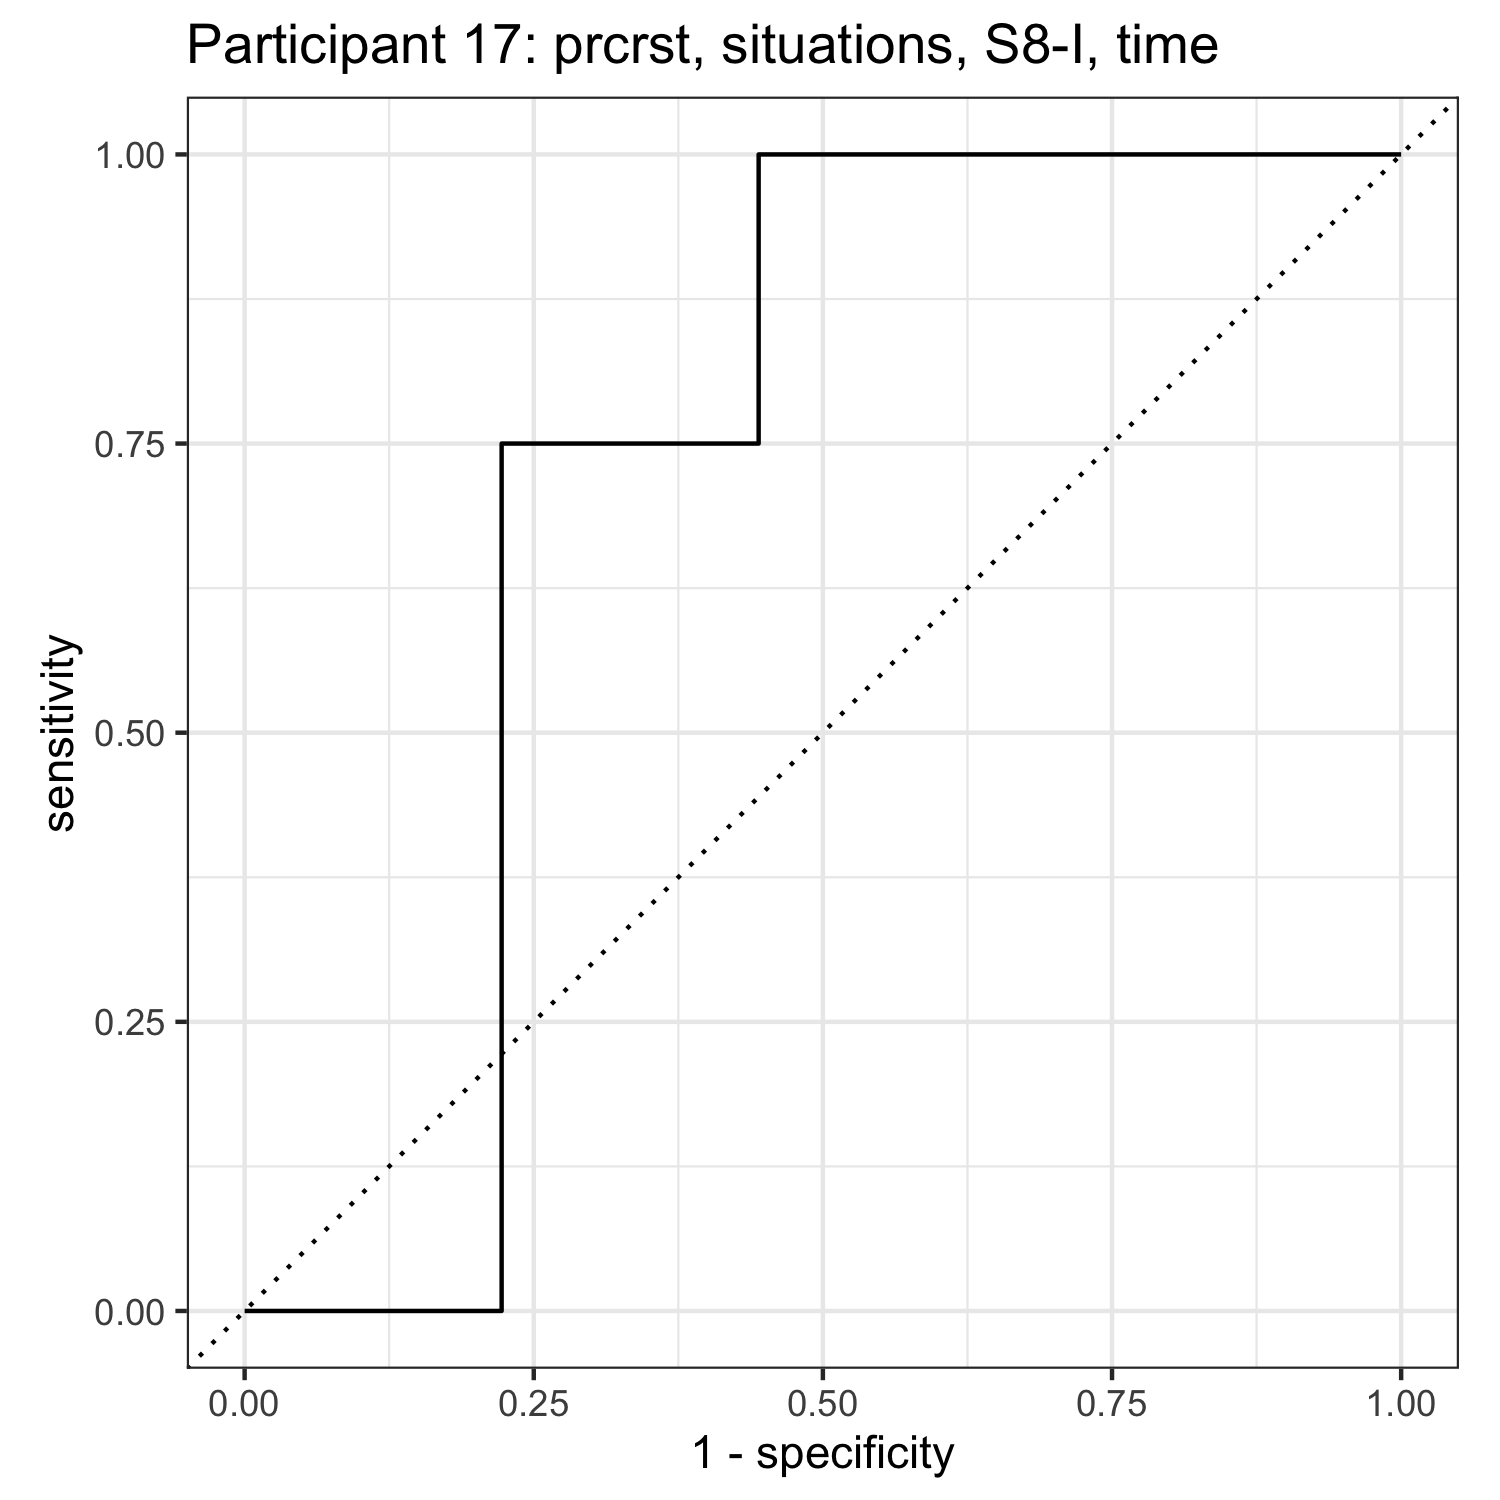 Participant 17: prcrst, situations, S8-I, time
1.00
0.75
0.50
0.25
0.00
sensitivity
0.00 0.25 0.50 0.75 1.00
1 - specificity